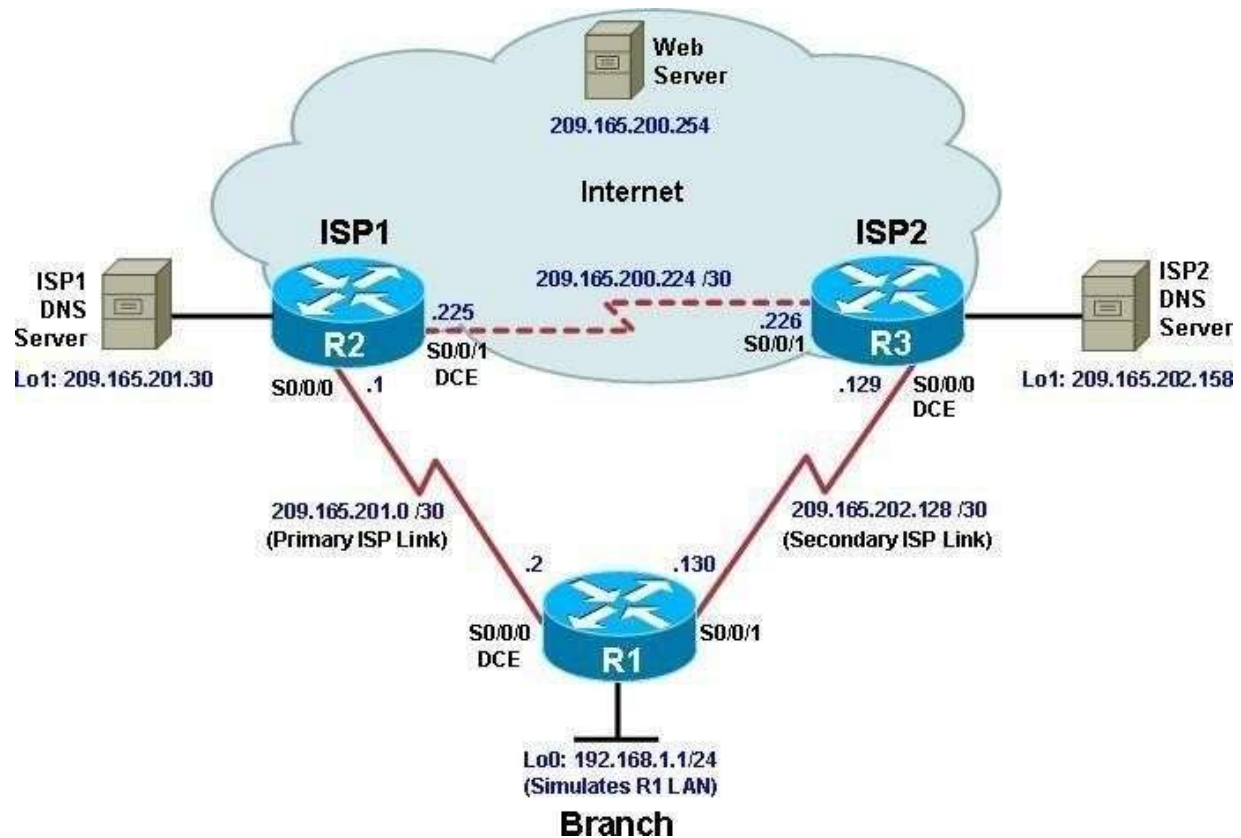 Web
Server
209.165.200.254
Internet
ISP1
ISP2
ISP1
DNS
Server
Lo1: 209.165.201.30
209.165.200.224 /30
ISP2
DNS
Server
Lo1: 209.165.202.158
.225
.226
R2
S0/0/1
DCE
S0/0/1
R3
S0/0/0
.1
.129
S0/0/0
DCE
209.165.201.0 /30
(Primary ISP Link)
209.165.202.128 /30
(Secondary ISP Link)
.2
.130
S0/0/0
DCE
S0/0/1
R1
Lo0: 192.168.1.1/24
(Simulates R1 LAN)
Branch